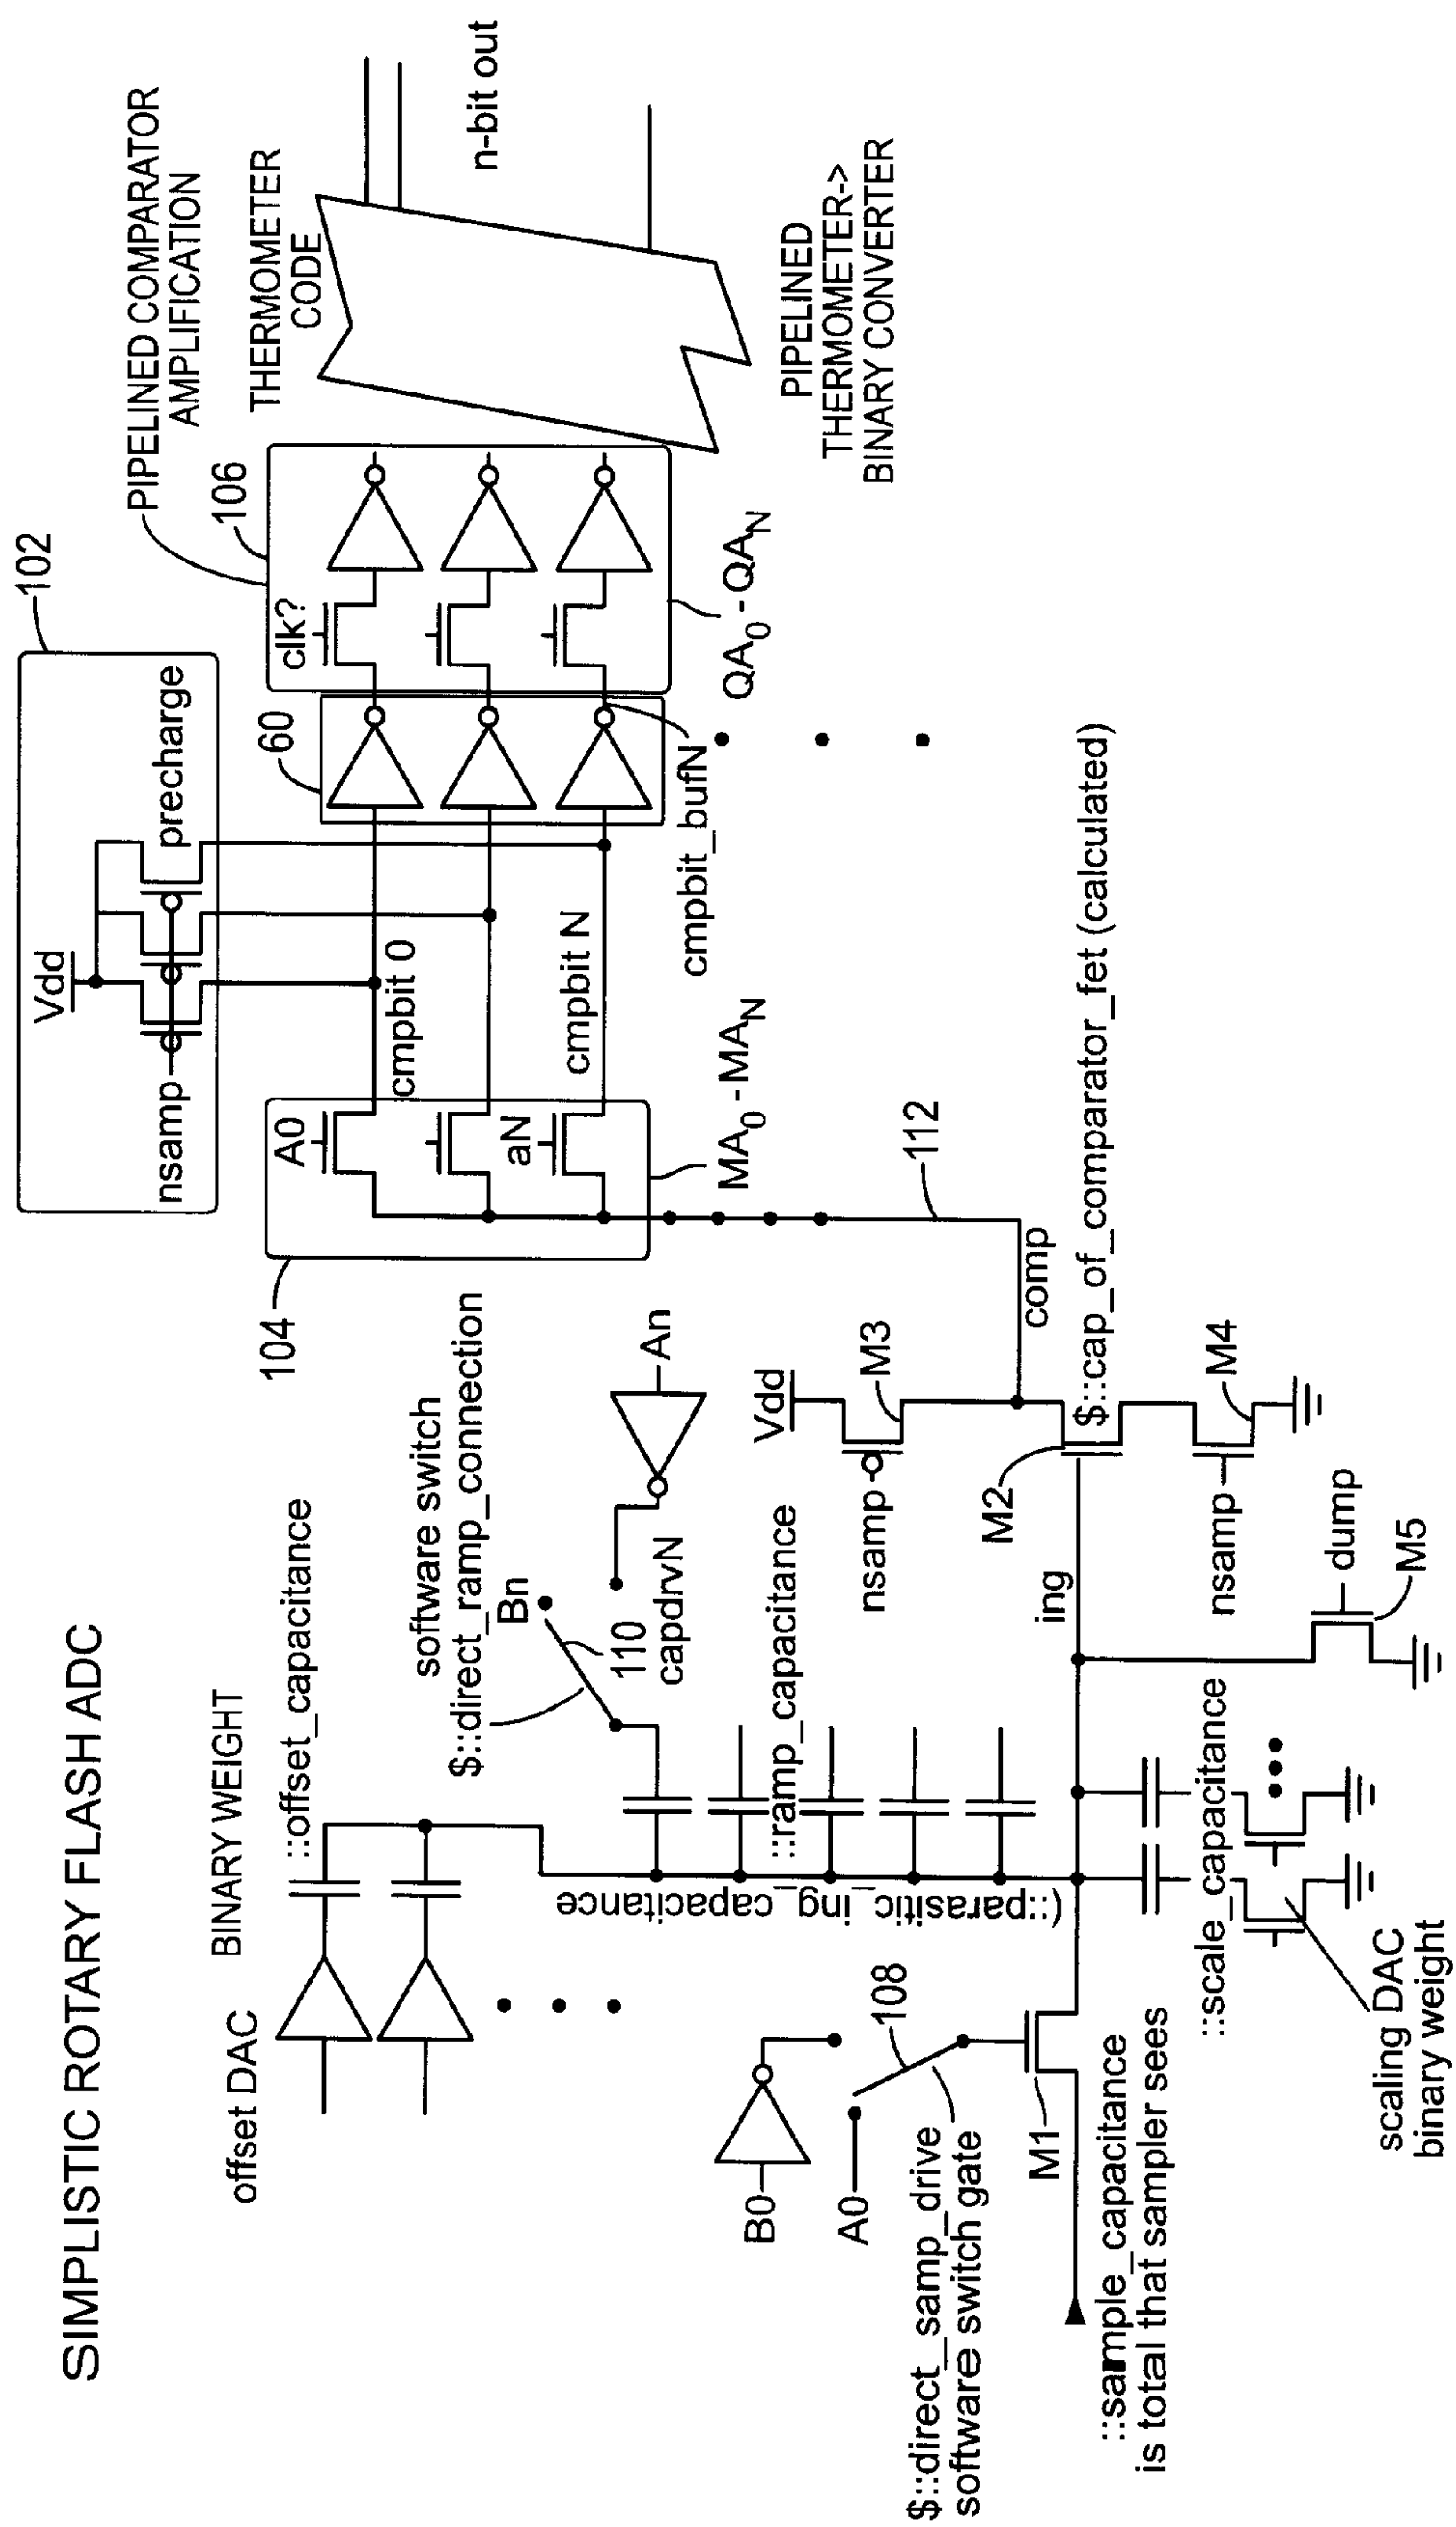 SIMPLISTIC ROTARY FLASH ADC
offset DAC
BINARY WEIGHT
::offset_capacitance
software switch
$::direct_ramp_connection
Bn
110
capdrvN
An
::ramp_capacitance
(::parasitic_ing_capacitance
B0
A0
108
$::direct_samp_drive
software switch gate
M1
::sample_capacitance
is total that sampler sees
::scale_capacitance
scaling DAC
binary weight
ing
dump
M5
Vdd
nsamp
M3
M2
nsamp
M4
comp
$::cap_of_comparator_fet (calculated)
112
104
A0
aN
MA0 - MAN
102
Vdd
nsamp
precharge
cmpbit 0
cmpbit N
60
cmpbit_bufN
106
clk?
QA0 - QAN
PIPELINED COMPARATOR
AMPLIFICATION
THERMOMETER
CODE
n-bit out
PIPELINED
THERMOMETER->
BINARY CONVERTER